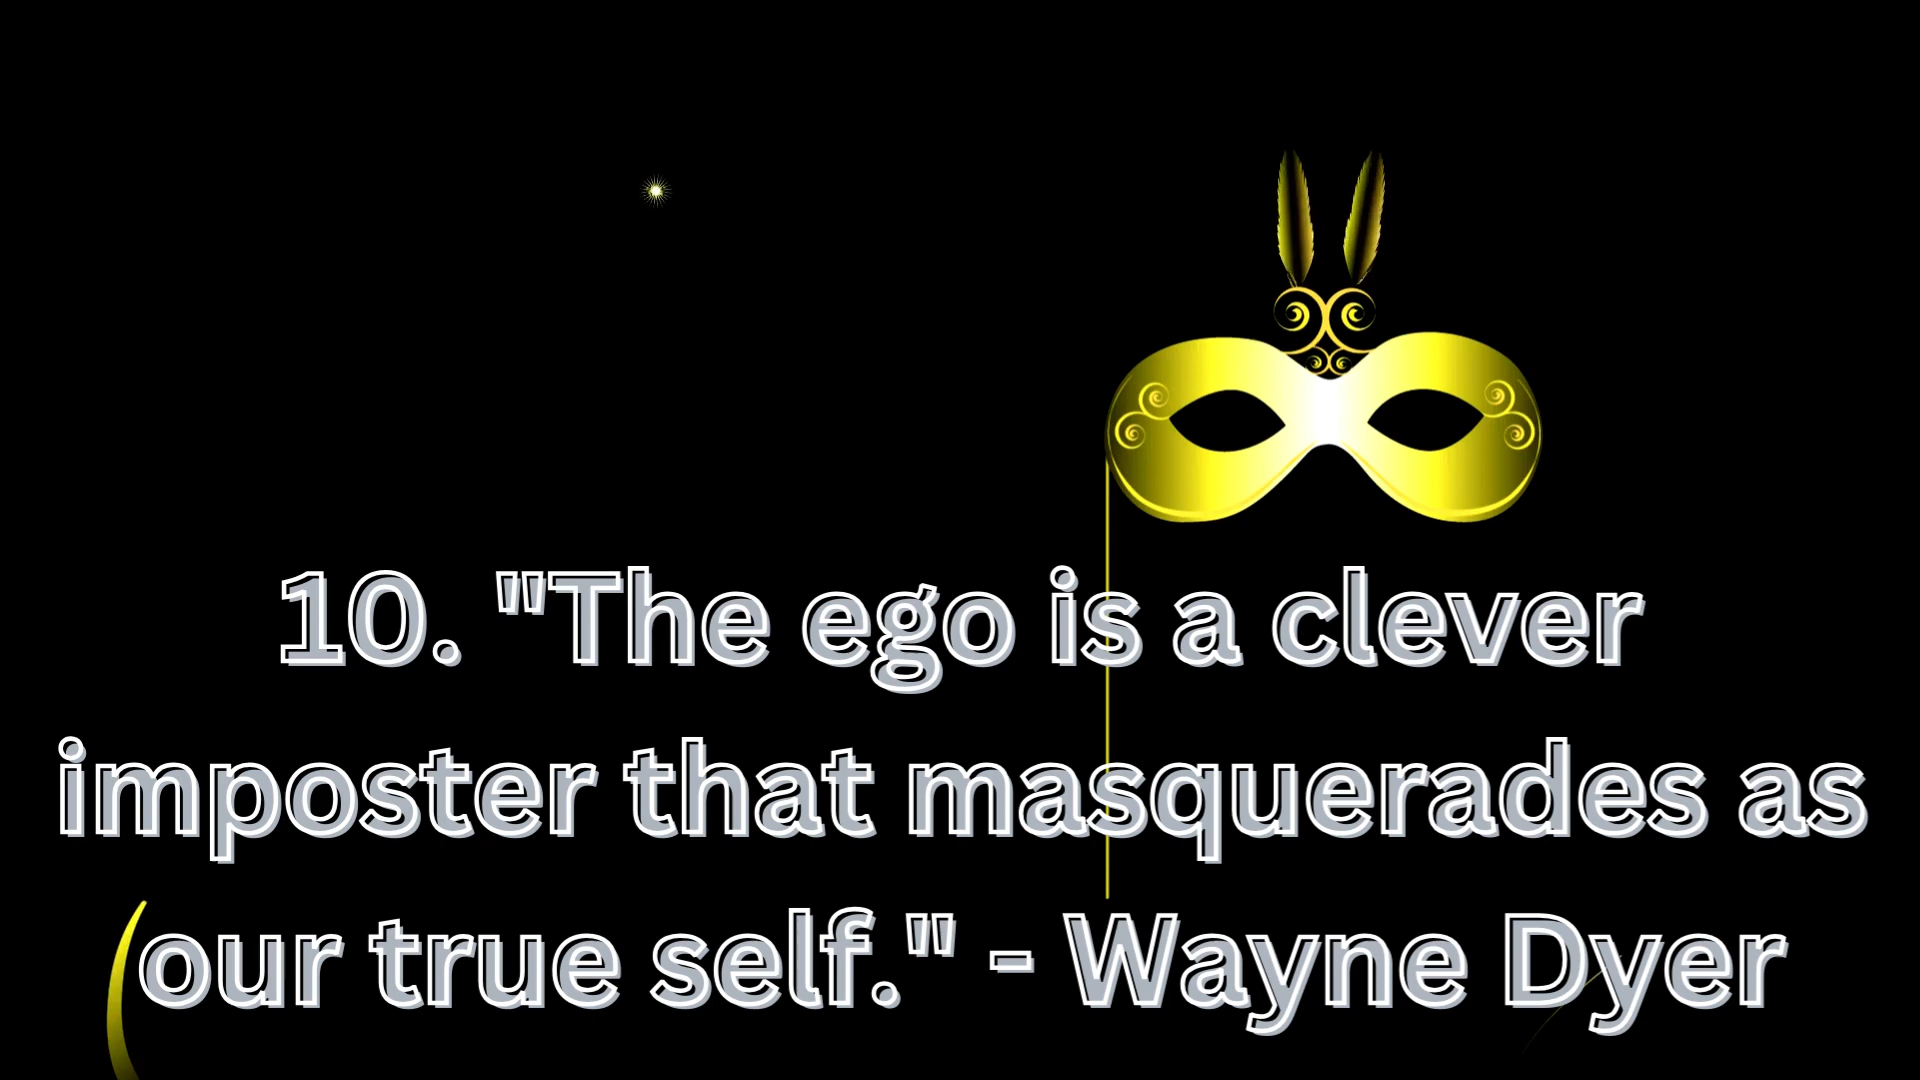 10. "The ego is a clever
imposter that masquerades as
our true self." - Wayne Dyer